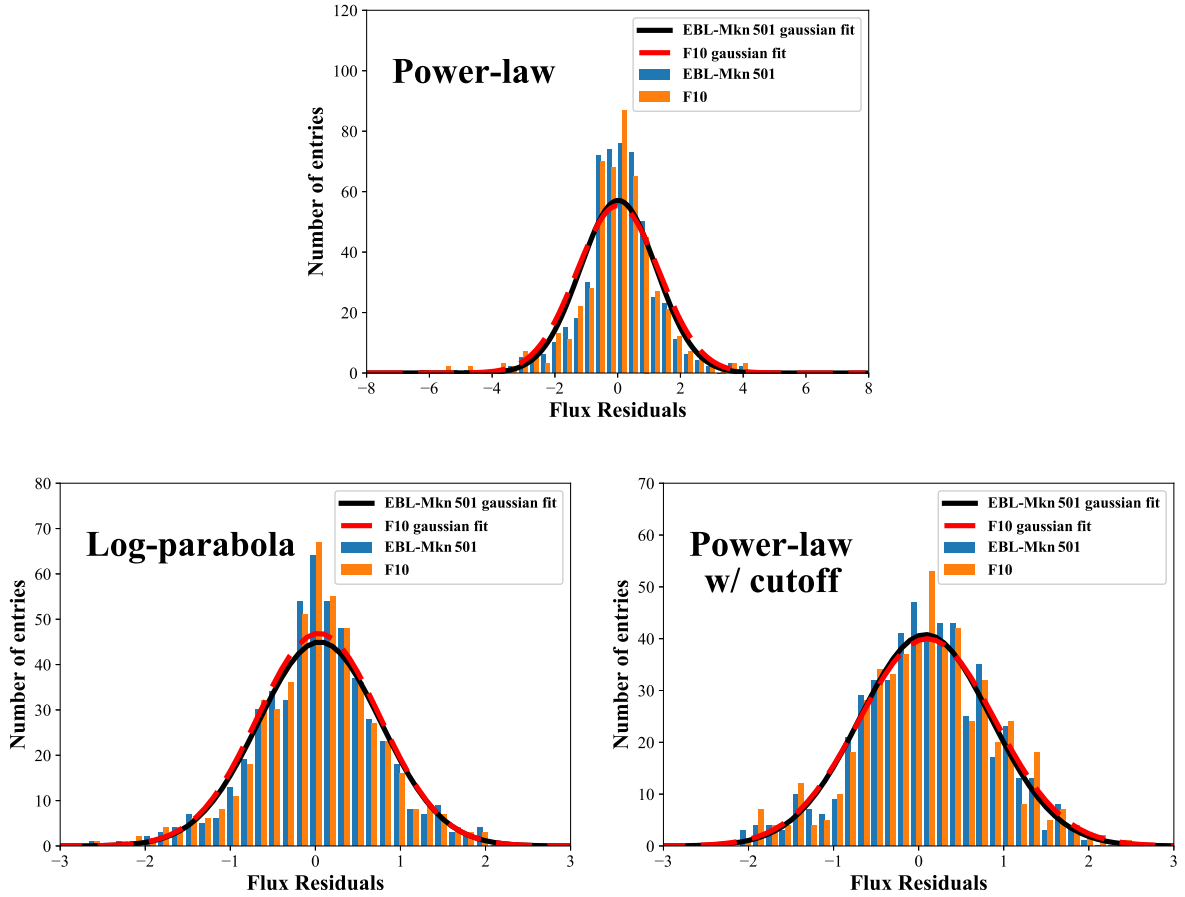 120
100
80
60
40
20
0
Number of entries
Power-law
EBL-Mkn 501 gaussian fit
F10 gaussian fit
EBL-Mkn 501
F10
−8 −6 −4 −2 0 2 4 6 8
Flux Residuals
80
70
60
50
40
30
20
10
0
Number of entries
Log-parabola
EBL-Mkn 501 gaussian fit
F10 gaussian fit
EBL-Mkn 501
F10
−3 −2 −1 0 1 2 3
Flux Residuals
70
60
50
40
30
20
10
0
Number of entries
Power-law
w/ cutoff
EBL-Mkn 501 gaussian fit
F10 gaussian fit
EBL-Mkn 501
F10
−3 −2 −1 0 1 2 3
Flux Residuals